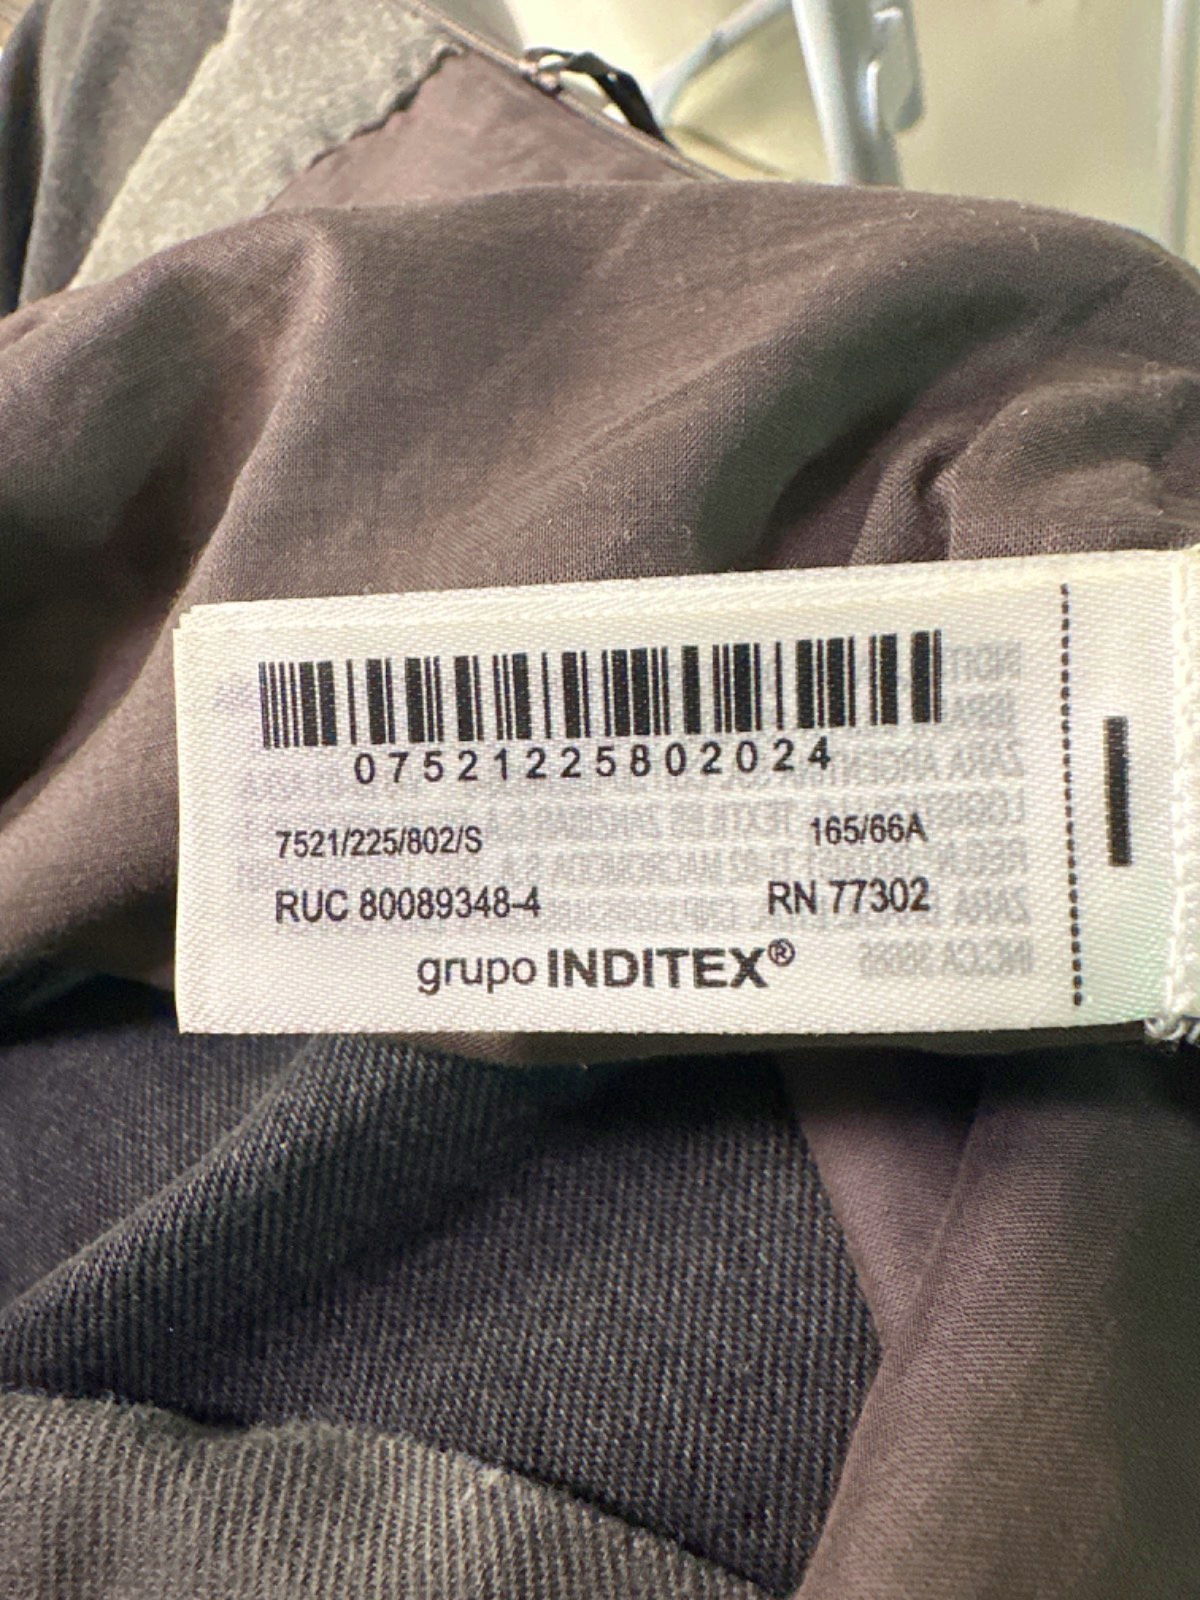 07521225802024
7521/225/802/S 165/66A
RUC 80089348-4 RN 77302
grupo INDITEX®